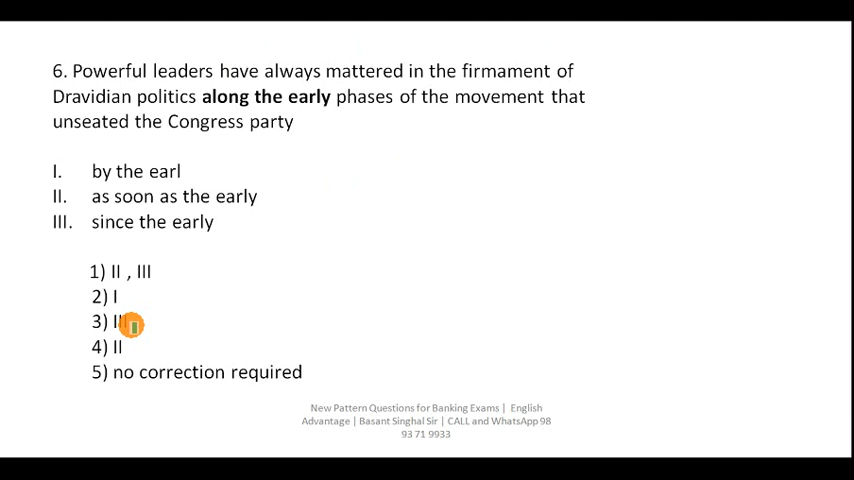 6. Powerful leaders have always mattered in the firmament of
Dravidian politics along the early phases of the movement that
unseated the Congress party
I. by the earl
II. as soon as the early
III. since the early
1) II , III
2) I
3) III
4) II
5) no correction required
New Pattern Questions for Banking Exams | English
Advantage | Basant Singhal Sir | CALL and WhatsApp 98
93 71 9933